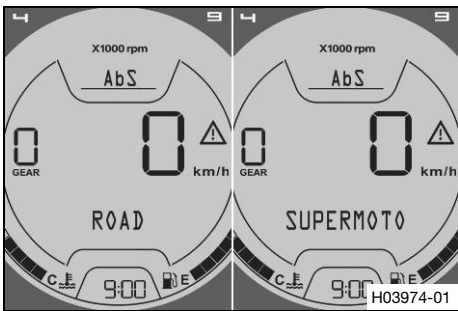 4 9
X1000 rpm
AbS
0
GEAR
0
km/h
ROAD
C E
9:00
4 9
X1000 rpm
AbS
0
GEAR
0
km/h
SUPERMOTO
C E
9:00
H03974-01